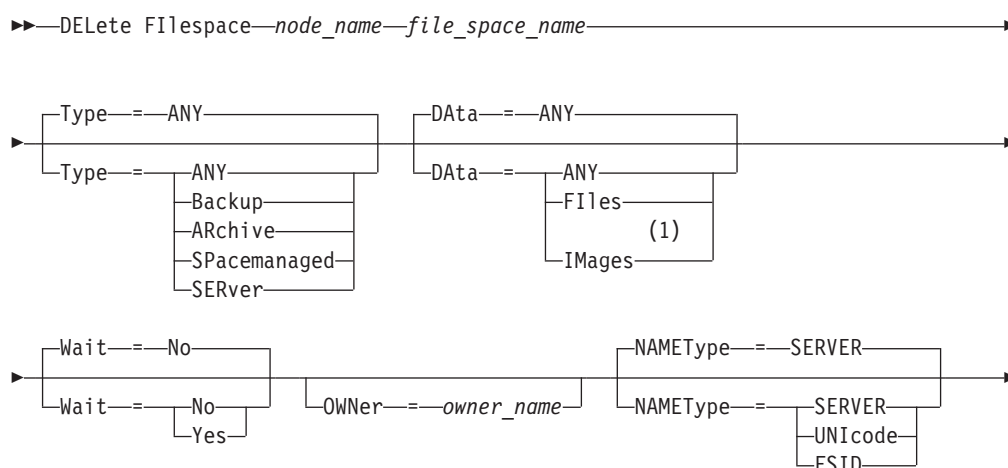 DELete FIlespace node_name file_space_name
Type = ANY DAta = ANY
Type = ANY DAta = ANY
Backup FIles
ARchive (1)
SPacemanaged IMages
SERver
Wait = No NAMEType = SERVER
Wait = No OWNer = owner_name NAMEType = SERVER
Yes UNIcode
FSID